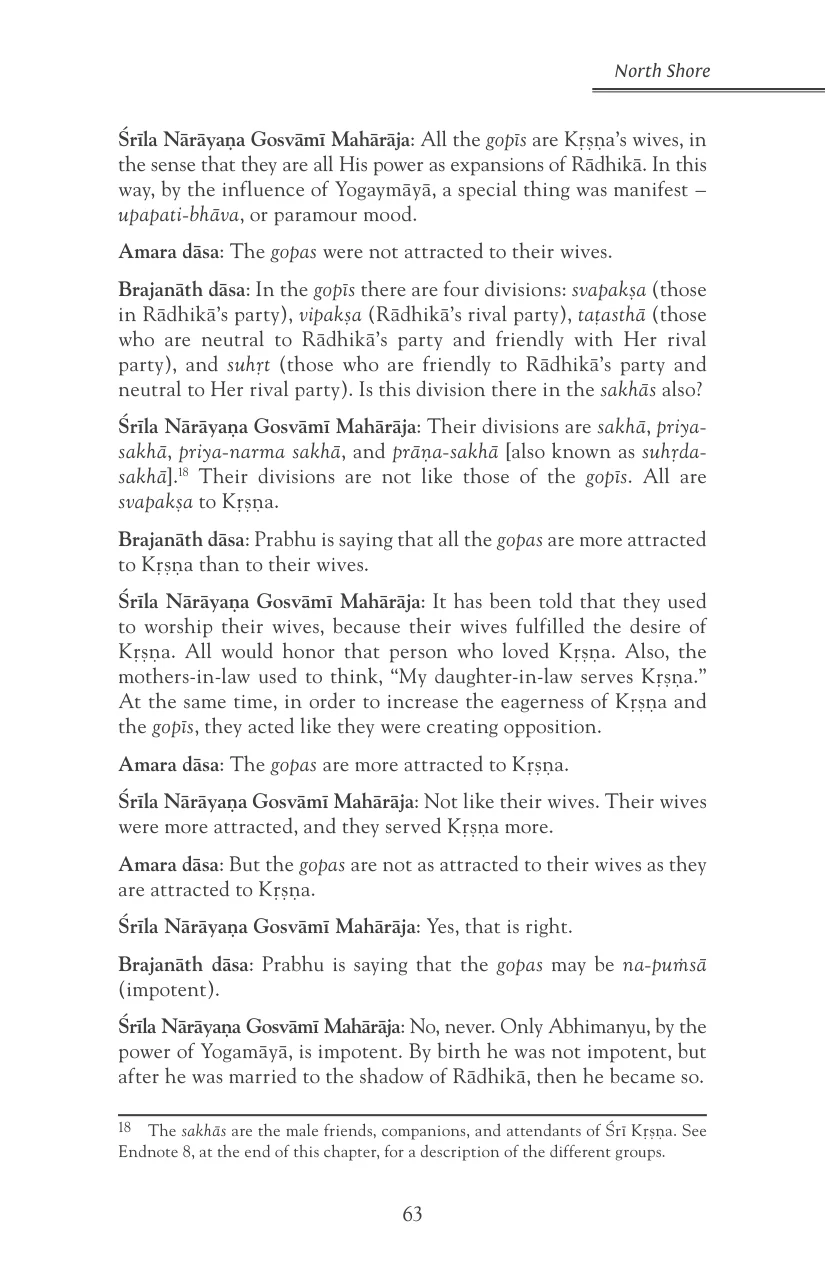 North Shore
Śrīla Nārāyaṇa Gosvāmī Mahārāja: All the gopīs are Kṛṣṇa’s wives, in
the sense that they are all His power as expansions of Rādhikā. In this
way, by the influence of Yogaymāyā, a special thing was manifest –
upapati-bhāva, or paramour mood.
Amara dāsa: The gopas were not attracted to their wives.
Brajanāth dāsa: In the gopīs there are four divisions: svapakṣa (those
in Rādhikā’s party), vipakṣa (Rādhikā’s rival party), taṭasthā (those
who are neutral to Rādhikā’s party and friendly with Her rival
party), and suhṛt (those who are friendly to Rādhikā’s party and
neutral to Her rival party). Is this division there in the sakhās also?
Śrīla Nārāyaṇa Gosvāmī Mahārāja: Their divisions are sakhā, priya-
sakhā, priya-narma sakhā, and prāṇa-sakhā [also known as suhṛda-
sakhā].18 Their divisions are not like those of the gopīs. All are
svapakṣa to Kṛṣṇa.
Brajanāth dāsa: Prabhu is saying that all the gopas are more attracted
to Kṛṣṇa than to their wives.
Śrīla Nārāyaṇa Gosvāmī Mahārāja: It has been told that they used
to worship their wives, because their wives fulfilled the desire of
Kṛṣṇa. All would honor that person who loved Kṛṣṇa. Also, the
mothers-in-law used to think, “My daughter-in-law serves Kṛṣṇa.”
At the same time, in order to increase the eagerness of Kṛṣṇa and
the gopīs, they acted like they were creating opposition.
Amara dāsa: The gopas are more attracted to Kṛṣṇa.
Śrīla Nārāyaṇa Gosvāmī Mahārāja: Not like their wives. Their wives
were more attracted, and they served Kṛṣṇa more.
Amara dāsa: But the gopas are not as attracted to their wives as they
are attracted to Kṛṣṇa.
Śrīla Nārāyaṇa Gosvāmī Mahārāja: Yes, that is right.
Brajanāth dāsa: Prabhu is saying that the gopas may be na-puṁsā
(impotent).
Śrīla Nārāyaṇa Gosvāmī Mahārāja: No, never. Only Abhimanyu, by the
power of Yogamāyā, is impotent. By birth he was not impotent, but
after he was married to the shadow of Rādhikā, then he became so.
18 The sakhās are the male friends, companions, and attendants of Śrī Kṛṣṇa. See
Endnote 8, at the end of this chapter, for a description of the different groups.
63